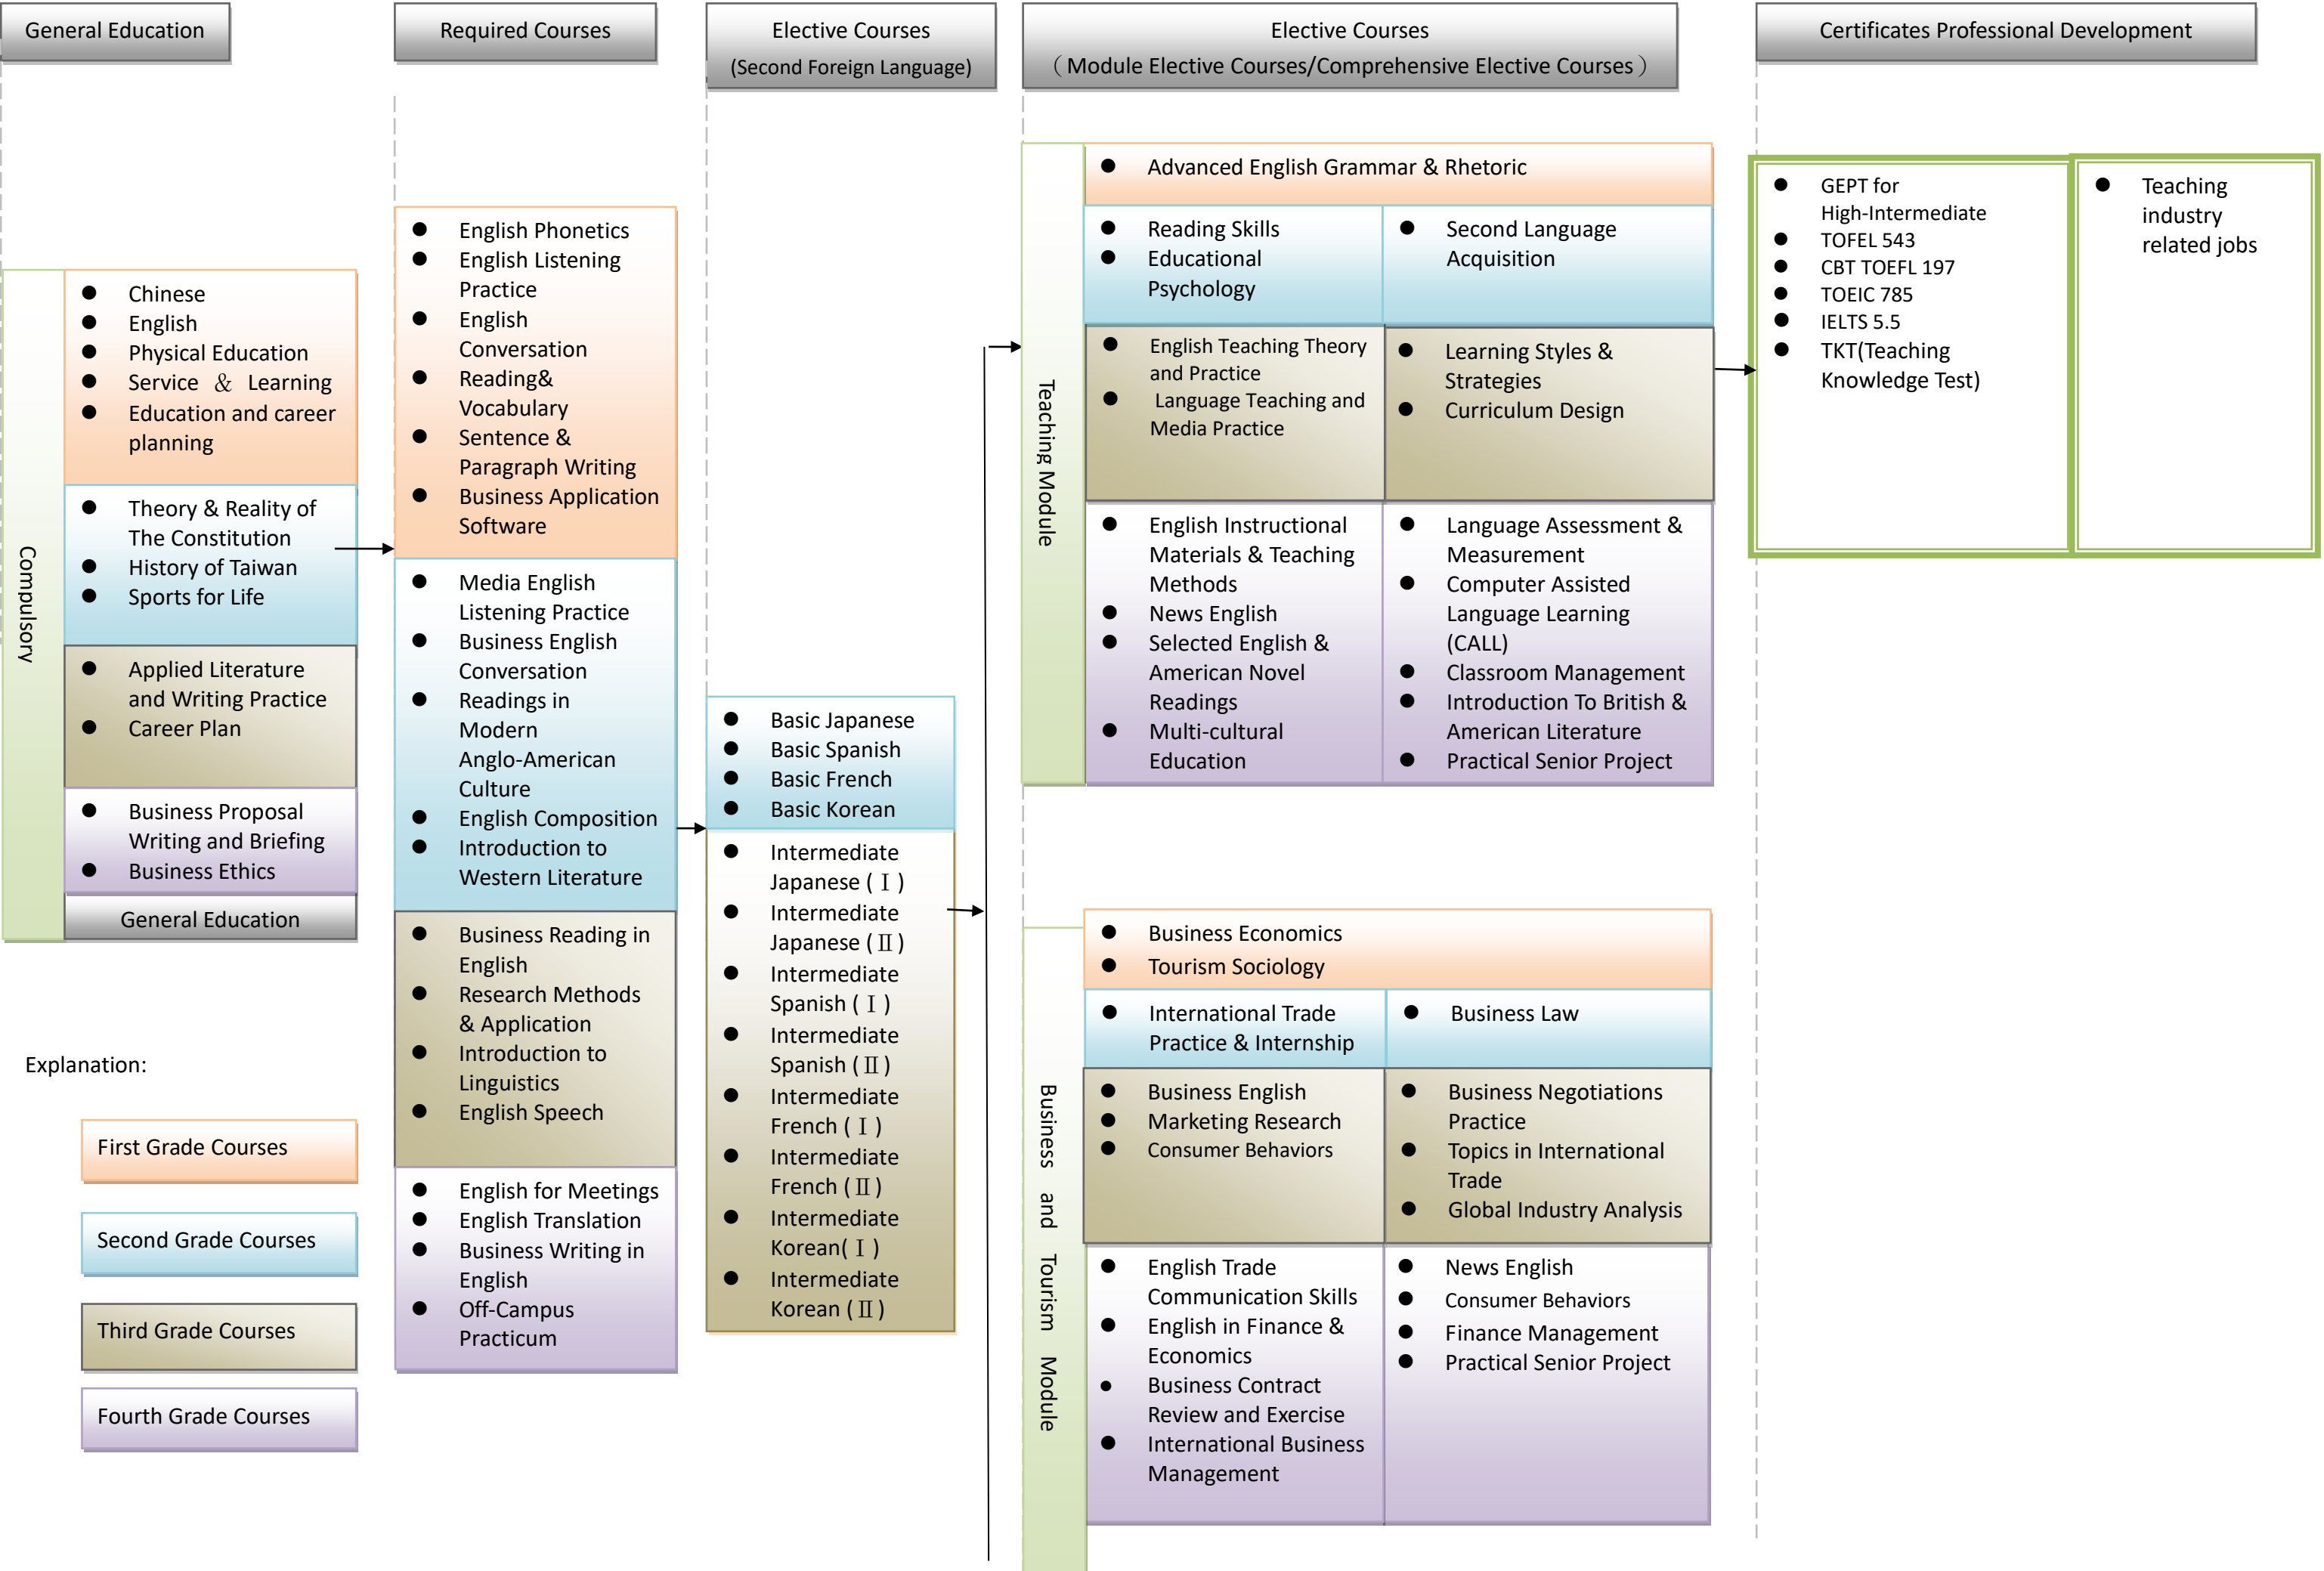 General Education
Required Courses
Elective Courses
(Second Foreign Language)
Elective Courses
（Module Elective Courses/Comprehensive Elective Courses）
Certificates Professional Development
Compulsory
● Chinese
● English
● Physical Education
● Service ＆ Learning
● Education and career
planning
● Theory & Reality of
The Constitution
● History of Taiwan
● Sports for Life
● Applied Literature
and Writing Practice
● Career Plan
● Business Proposal
Writing and Briefing
● Business Ethics
General Education
Explanation:
First Grade Courses
Second Grade Courses
Third Grade Courses
Fourth Grade Courses
● English Phonetics
● English Listening
Practice
● English
Conversation
● Reading&
Vocabulary
● Sentence &
Paragraph Writing
● Business Application
Software
● Media English
Listening Practice
● Business English
Conversation
● Readings in
Modern
Anglo-American
Culture
● English Composition
● Introduction to
Western Literature
● Business Reading in
English
● Research Methods
& Application
● Introduction to
Linguistics
● English Speech
● English for Meetings
● English Translation
● Business Writing in
English
● Off-Campus
Practicum
● Basic Japanese
● Basic Spanish
● Basic French
● Basic Korean
● Intermediate
Japanese (Ⅰ)
● Intermediate
Japanese (Ⅱ)
● Intermediate
Spanish (Ⅰ)
● Intermediate
Spanish (Ⅱ)
● Intermediate
French (Ⅰ)
● Intermediate
French (Ⅱ)
● Intermediate
Korean(Ⅰ)
● Intermediate
Korean (Ⅱ)
Teaching Module
● Advanced English Grammar & Rhetoric
● Reading Skills
● Educational
Psychology
● Second Language
Acquisition
● English Teaching Theory
and Practice
● Language Teaching and
Media Practice
● Learning Styles &
Strategies
● Curriculum Design
● English Instructional
Materials & Teaching
Methods
● News English
● Selected English &
American Novel
Readings
● Multi-cultural
Education
● Language Assessment &
Measurement
● Computer Assisted
Language Learning
(CALL)
● Classroom Management
● Introduction To British &
American Literature
● Practical Senior Project
Business and Tourism Module
● Business Economics
● Tourism Sociology
● International Trade
Practice & Internship
● Business Law
● Business English
● Marketing Research
● Consumer Behaviors
● Business Negotiations
Practice
● Topics in International
Trade
● Global Industry Analysis
● English Trade
Communication Skills
● English in Finance &
Economics
● Business Contract
Review and Exercise
● International Business
Management
● News English
● Consumer Behaviors
● Finance Management
● Practical Senior Project
● GEPT for
High-Intermediate
● TOFEL 543
● CBT TOEFL 197
● TOEIC 785
● IELTS 5.5
● TKT(Teaching
Knowledge Test)
● Teaching
industry
related jobs